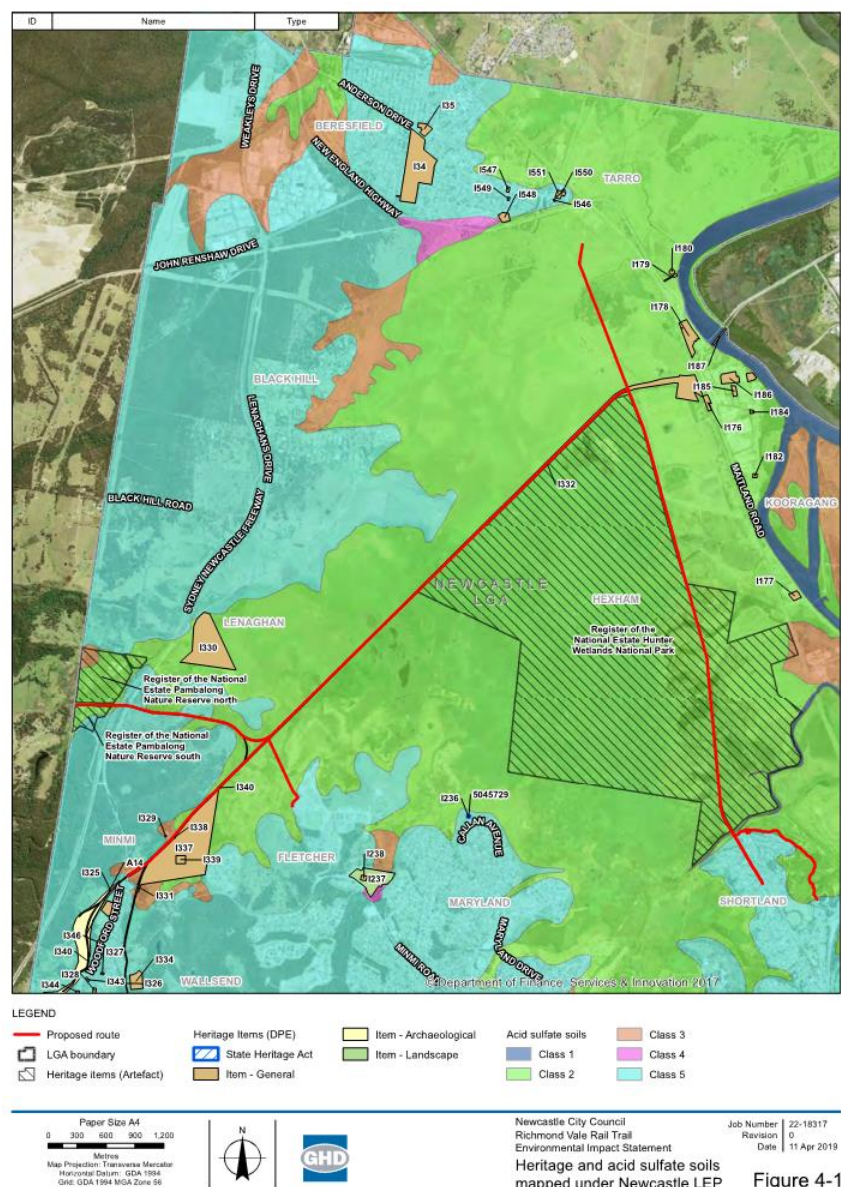 ID Name Type
WEAKLEYS DRIVE
ANDERSON DRIVE
I35
BERESFIELD
I34
NEW ENGLAND HIGHWAY
I547
I549
I548
I551
I550
I546
TARRO
JOHN RENSHAW DRIVE
I180
I179
I178
BLACK HILL
I187
I185
I186
I184
I176
LENAGHANS DRIVE
SYDNEY NEWCASTLE FREEWAY
BLACK HILL ROAD
I332
I182
MAITLAND ROAD
KOORAGANG
NEWCASTLE
LGA
HEXHAM
I177
Register of the
National Estate Hunter
Wetlands National Park
LENAGHAN
I330
Register of the National
Estate Pambalong
Nature Reserve north
Register of the National
Estate Pambalong
Nature Reserve south
I340
I236
5045729
CALLAN AVENUE
I329
I338
MINMI
I337
I339
FLETCHER
I238
I237
A14
I325
I331
MARYLAND
SHORTLAND
WOODFORD STREET
I346
I340
I327
I328
I344
I343
I334
I326
WALLSEND
MINMI ROAD
MARYLAND DRIVE
© Department of Finance, Services & Innovation 2017
LEGEND
Proposed route
LGA boundary
Heritage items (Artefact)
Heritage Items (DPE)
State Heritage Act
Item - General
Item - Archaeological
Item - Landscape
Acid sulfate soils
Class 1
Class 2
Class 3
Class 4
Class 5
Paper Size A4
0 300 600 900 1,200
Metres
Map Projection: Transverse Mercator
Horizontal Datum: GDA 1994
Grid: GDA 1994 MGA Zone 56
N
GHD
Newcastle City Council
Richmond Vale Rail Trail
Environmental Impact Statement
Heritage and acid sulfate soils
mapped under Newcastle LEP
Job Number 22-18317
Revision 0
Date 11 Apr 2019
Figure 4-1